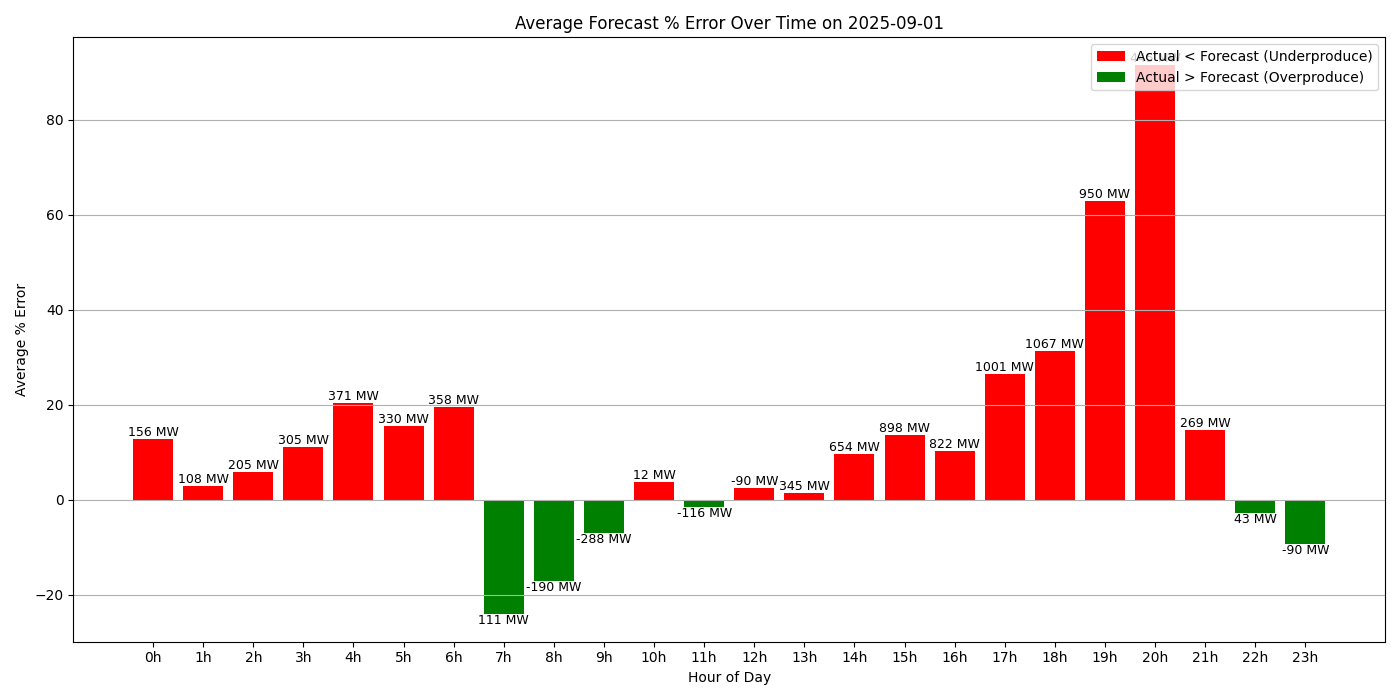 Average Forecast % Error Over Time on 2025-09-01
Actual < Forecast (Underproduce)
Actual > Forecast (Overproduce)
Average % Error
80
60
40
20
0
−20
156 MW
108 MW
205 MW
305 MW
371 MW
330 MW
358 MW
111 MW
-190 MW
-288 MW
12 MW
-116 MW
-90 MW
345 MW
654 MW
898 MW
822 MW
1001 MW
1067 MW
950 MW
269 MW
43 MW
-90 MW
0h 1h 2h 3h 4h 5h 6h 7h 8h 9h 10h 11h 12h 13h 14h 15h 16h 17h 18h 19h 20h 21h 22h 23h
Hour of Day